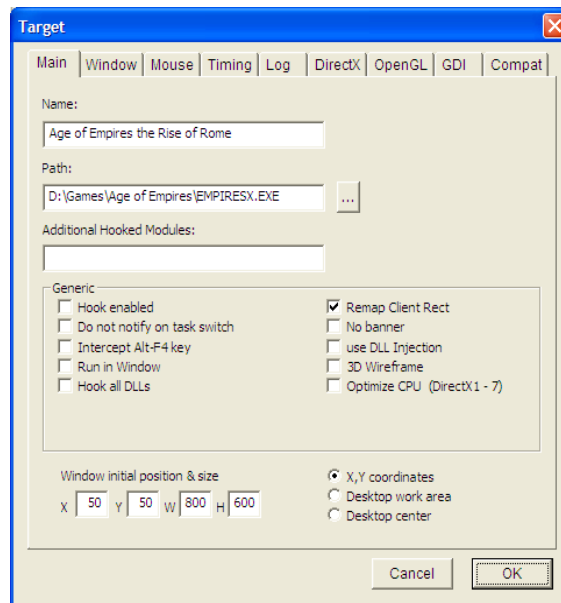 Target
Main Window Mouse Timing Log DirectX OpenGL GDI Compat
Name:
Age of Empires the Rise of Rome
Path:
D:\Games\Age of Empires\EMPIRESX.EXE ...
Additional Hooked Modules:
Generic
Hook enabled
Do not notify on task switch
Intercept Alt-F4 key
Run in Window
Hook all DLLs
Remap Client Rect
No banner
use DLL Injection
3D Wireframe
Optimize CPU (DirectX1 - 7)
Window initial position & size
X 50 Y 50 W 800 H 600
X,Y coordinates
Desktop work area
Desktop center
Cancel OK